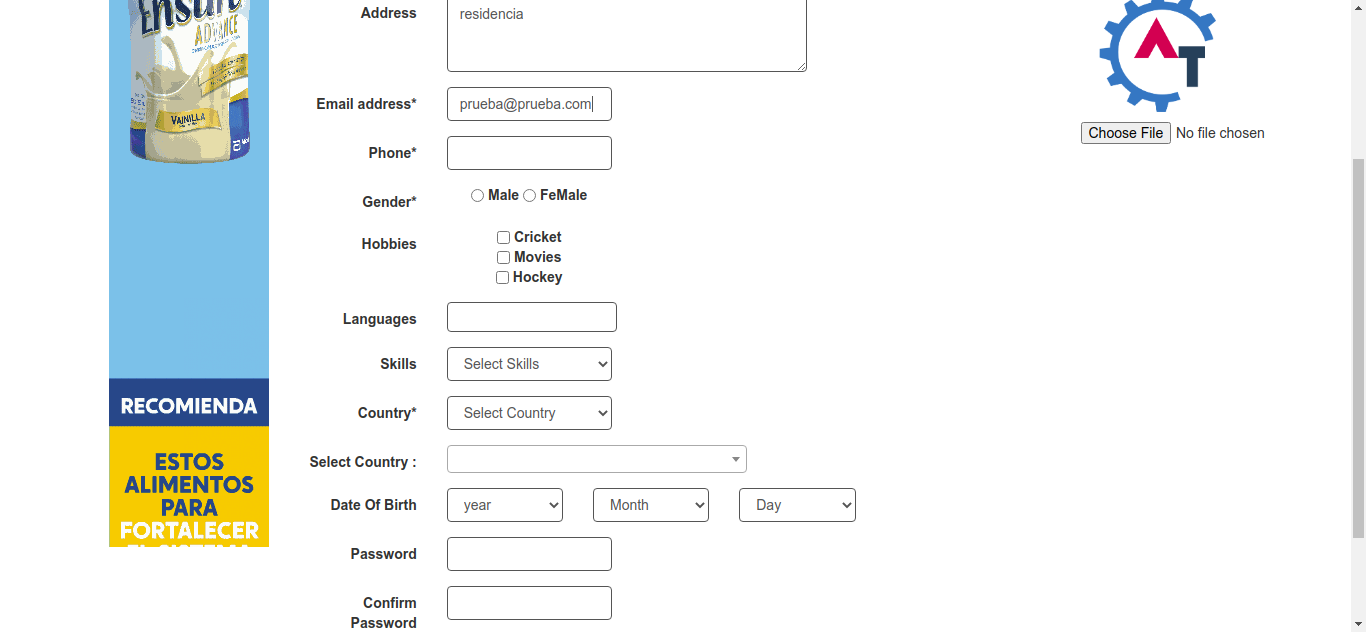 Ensure
ADVANCE
VAINILLA
RECOMIENDA
ESTOS
ALIMENTOS
PARA
FORTALECER
Address
residencia
Email address*
prueba@prueba.com
Phone*
Gender*
Male FeMale
Hobbies
Cricket
Movies
Hockey
Languages
Skills
Select Skills
Country*
Select Country
Select Country :
Date Of Birth
year Month Day
Password
Confirm
Password
AT
Choose File No file chosen